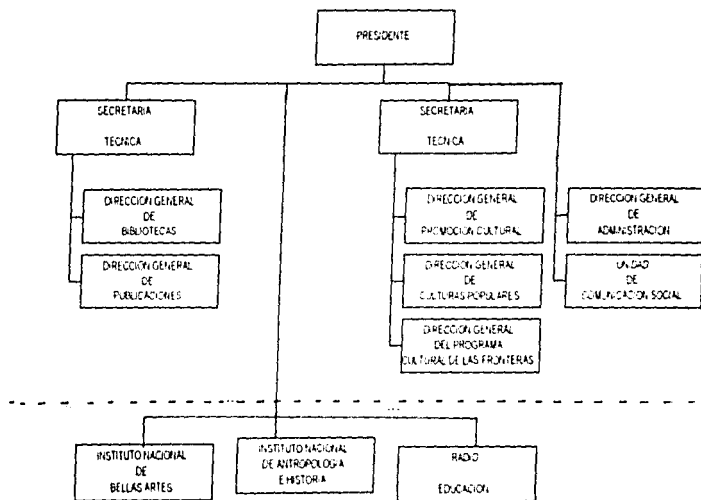 PRESIDENTE
SECRETARIA
TECNICA
SECRETARIA
TECNICA
DIRECCION GENERAL
DE
BIBLIOTECAS
DIRECCION GENERAL
DE
PUBLICACIONES
DIRECCION GENERAL
DE
PROMOCION CULTURAL
DIRECCION GENERAL
DE
CULTURAS POPULARES
DIRECCION GENERAL
DEL PROGRAMA
CULTURAL DE LAS FRONTERAS
DIRECCION GENERAL
DE
ADMINISTRACION
UNIDAD
DE
COMUNICACION SOCIAL
INSTITUTO NACIONAL
DE
BELLAS ARTES
INSTITUTO NACIONAL
DE ANTROPOLOGIA
E HISTORIA
RADIO
EDUCACION